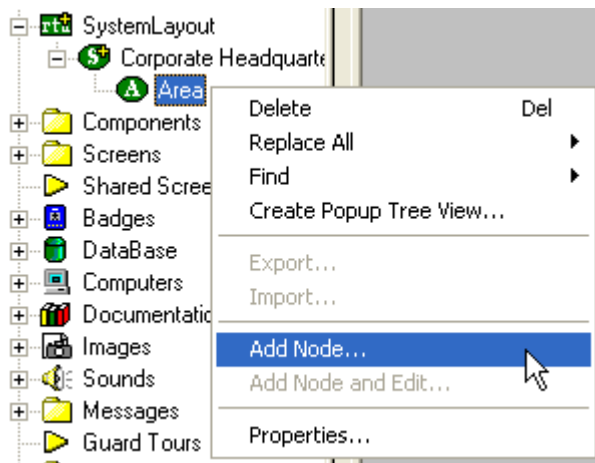 SystemLayout
Corporate Headquarte
Area
Components
Screens
Shared Scree
Badges
DataBase
Computers
Documentatic
Images
Sounds
Messages
Guard Tours
Delete Del
Replace All
Find
Create Popup Tree View...
Export...
Import...
Add Node...
Add Node and Edit...
Properties...